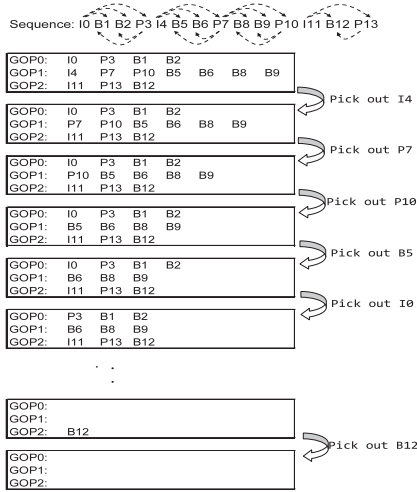 Sequence: I0 B1 B2 P3 I4 B5 B6 P7 B8 B9 P10 I11 B12 P13
GOP0: I0 P3 B1 B2
GOP1: I4 P7 P10 B5 B6 B8 B9
GOP2: I11 P13 B12
Pick out I4
GOP0: I0 P3 B1 B2
GOP1: P7 P10 B5 B6 B8 B9
GOP2: I11 P13 B12
Pick out P7
GOP0: I0 P3 B1 B2
GOP1: P10 B5 B6 B8 B9
GOP2: I11 P13 B12
Pick out P10
GOP0: I0 P3 B1 B2
GOP1: B5 B6 B8 B9
GOP2: I11 P13 B12
Pick out B5
GOP0: I0 P3 B1 B2
GOP1: B6 B8 B9
GOP2: I11 P13 B12
Pick out I0
GOP0: P3 B1 B2
GOP1: B6 B8 B9
GOP2: I11 P13 B12
GOP0:
GOP1:
GOP2: B12
Pick out B12
GOP0:
GOP1:
GOP2: